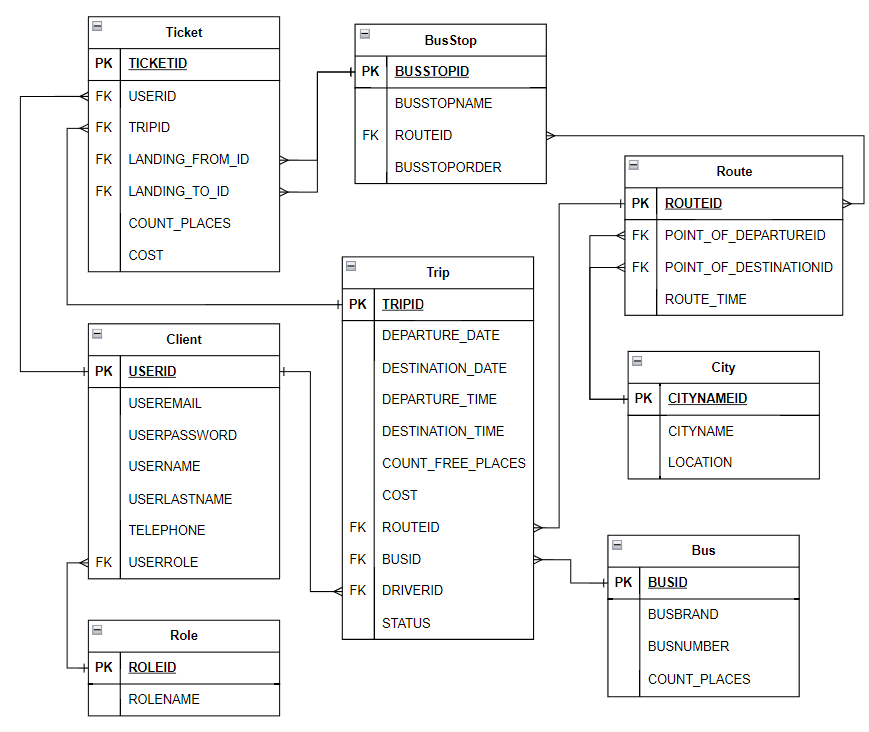 Ticket
PK TICKETID
FK USERID
FK TRIPID
FK LANDING_FROM_ID
FK LANDING_TO_ID
COUNT_PLACES
COST
BusStop
PK BUSSTOPID
BUSSTOPNAME
FK ROUTEID
BUSSTOPORDER
Route
PK ROUTEID
FK POINT_OF_DEPARTUREID
FK POINT_OF_DESTINATIONID
ROUTE_TIME
Trip
PK TRIPID
DEPARTURE_DATE
DESTINATION_DATE
DEPARTURE_TIME
DESTINATION_TIME
COUNT_FREE_PLACES
COST
FK ROUTEID
FK BUSID
FK DRIVERID
STATUS
Client
PK USERID
USEREMAIL
USERPASSWORD
USERNAME
USERLASTNAME
TELEPHONE
FK USERROLE
City
PK CITYNAMEID
CITYNAME
LOCATION
Bus
PK BUSID
BUSBRAND
BUSNUMBER
COUNT_PLACES
Role
PK ROLEID
ROLENAME